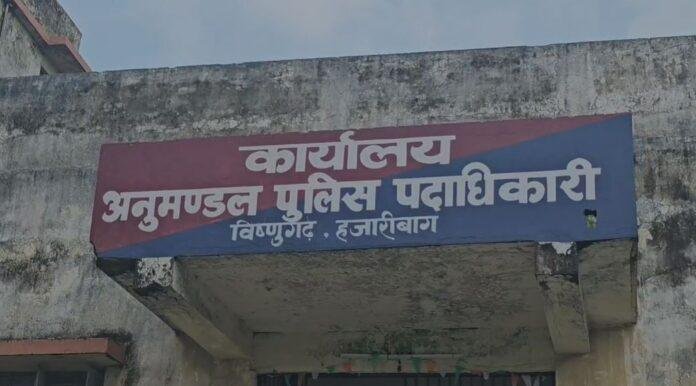 कार्यालय
अनुमण्डल पुलिस पदाधिकारी
विष्णुगढ़ . हजारीबाग